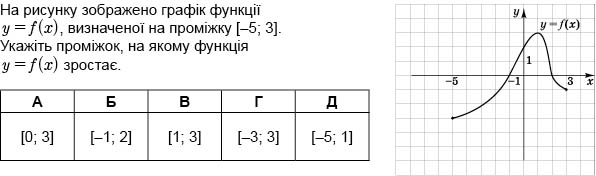 На рисунку зображено графік функції
y = f(x), визначеної на проміжку [–5; 3].
Укажіть проміжок, на якому функція
y = f(x) зростає.
А Б В Г Д
[0; 3] [–1; 2] [1; 3] [–3; 3] [–5; 1]
y
y = f(x)
1
–5 –1 3 x